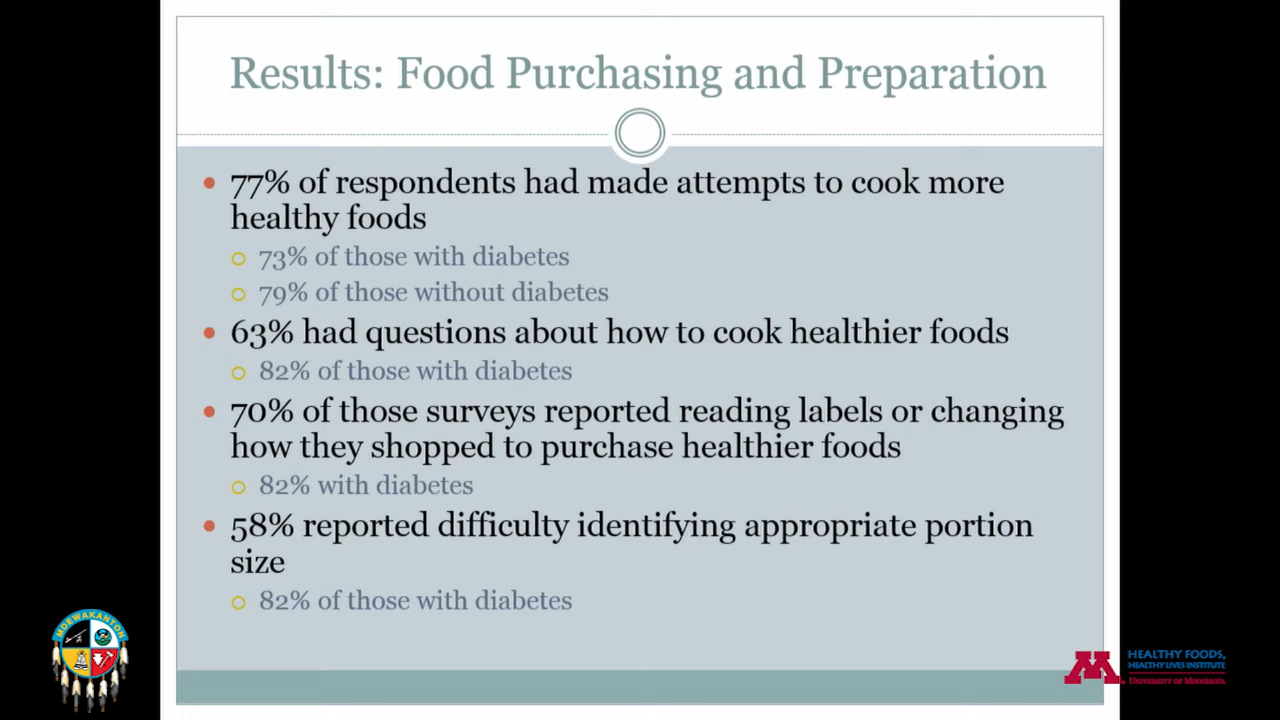 Results: Food Purchasing and Preparation
77% of respondents had made attempts to cook more
healthy foods
73% of those with diabetes
79% of those without diabetes
63% had questions about how to cook healthier foods
82% of those with diabetes
70% of those surveys reported reading labels or changing
how they shopped to purchase healthier foods
82% with diabetes
58% reported difficulty identifying appropriate portion
size
82% of those with diabetes
MDEWAKANTON
M
HEALTHY FOODS,
HEALTHY LIVES INSTITUTE
UNIVERSITY OF MINNESOTA